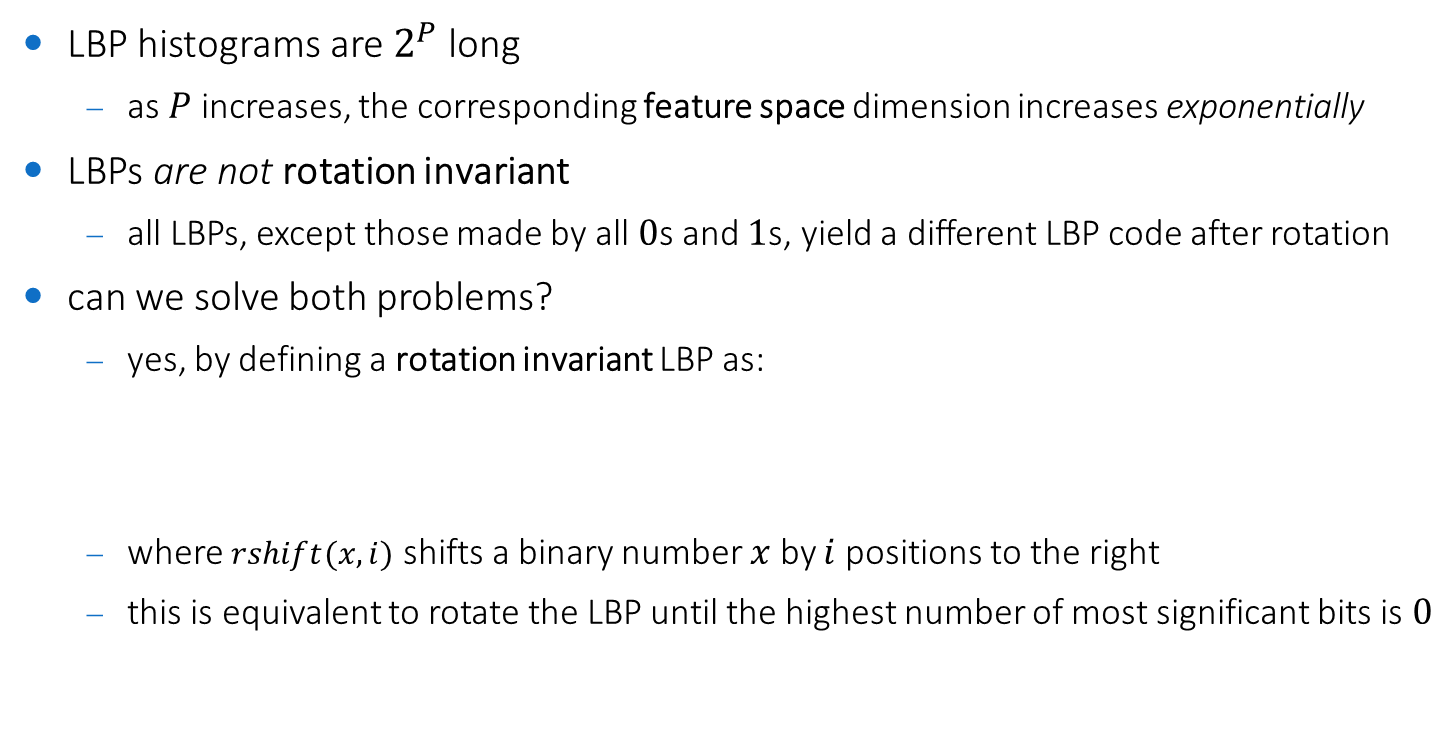 • LBP histograms are 2^P long
– as P increases, the corresponding feature space dimension increases exponentially
• LBPs are not rotation invariant
– all LBPs, except those made by all 0s and 1s, yield a different LBP code after rotation
• can we solve both problems?
– yes, by defining a rotation invariant LBP as:
– where rshift(x, i) shifts a binary number x by i positions to the right
– this is equivalent to rotate the LBP until the highest number of most significant bits is 0